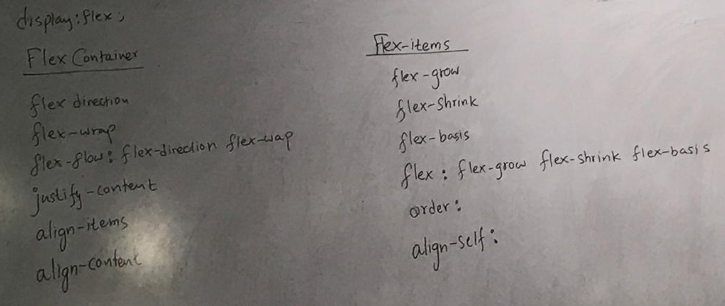 display:flex;
Flex Container
flex direction
flex-wrap
flex-flow: flex-direction flex-wap
justify-content
align-items
align-content
Flex-items
flex-grow
flex-shrink
flex-basis
flex: flex-grow flex-shrink flex-basis
order:
align-self: